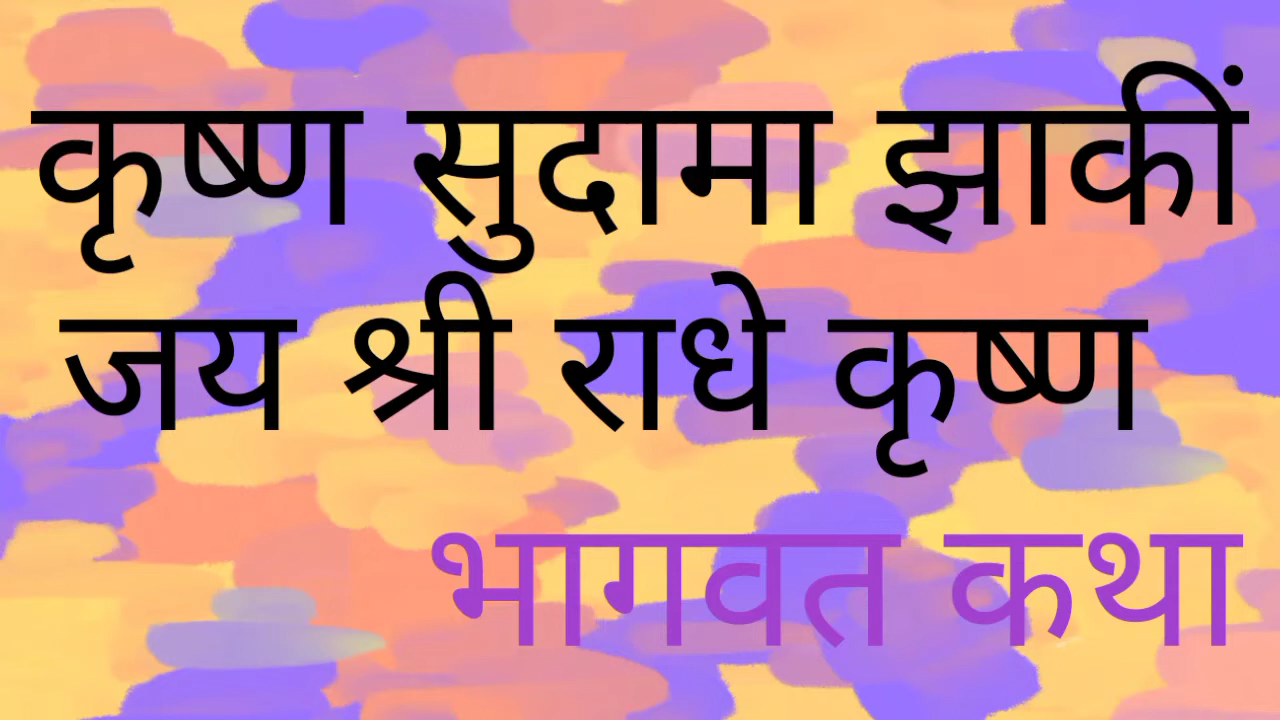 कृष्ण सुदामा झाकीं
जय श्री राधे कृष्ण
भागवत कथा